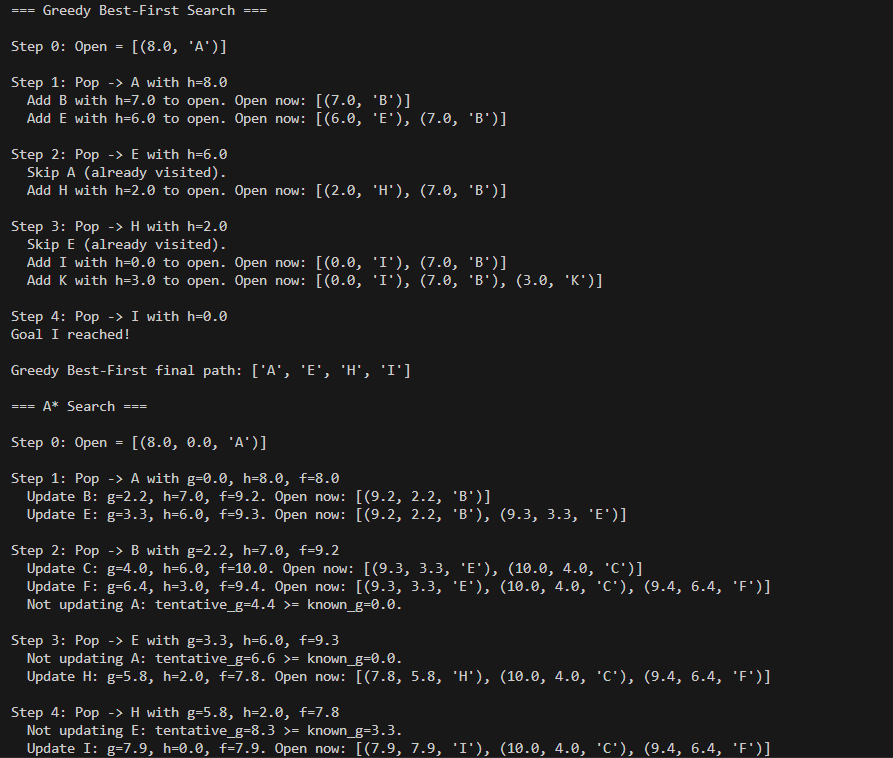 === Greedy Best-First Search ===
Step 0: Open = [(8.0, 'A')]
Step 1: Pop -> A with h=8.0
Add B with h=7.0 to open. Open now: [(7.0, 'B')]
Add E with h=6.0 to open. Open now: [(6.0, 'E'), (7.0, 'B')]
Step 2: Pop -> E with h=6.0
Skip A (already visited).
Add H with h=2.0 to open. Open now: [(2.0, 'H'), (7.0, 'B')]
Step 3: Pop -> H with h=2.0
Skip E (already visited).
Add I with h=0.0 to open. Open now: [(0.0, 'I'), (7.0, 'B')]
Add K with h=3.0 to open. Open now: [(0.0, 'I'), (7.0, 'B'), (3.0, 'K')]
Step 4: Pop -> I with h=0.0
Goal I reached!
Greedy Best-First final path: ['A', 'E', 'H', 'I']
=== A* Search ===
Step 0: Open = [(8.0, 0.0, 'A')]
Step 1: Pop -> A with g=0.0, h=8.0, f=8.0
Update B: g=2.2, h=7.0, f=9.2. Open now: [(9.2, 2.2, 'B')]
Update E: g=3.3, h=6.0, f=9.3. Open now: [(9.2, 2.2, 'B'), (9.3, 3.3, 'E')]
Step 2: Pop -> B with g=2.2, h=7.0, f=9.2
Update C: g=4.0, h=6.0, f=10.0. Open now: [(9.3, 3.3, 'E'), (10.0, 4.0, 'C')]
Update F: g=6.4, h=3.0, f=9.4. Open now: [(9.3, 3.3, 'E'), (10.0, 4.0, 'C'), (9.4, 6.4, 'F')]
Not updating A: tentative_g=4.4 >= known_g=0.0.
Step 3: Pop -> E with g=3.3, h=6.0, f=9.3
Not updating A: tentative_g=6.6 >= known_g=0.0.
Update H: g=5.8, h=2.0, f=7.8. Open now: [(7.8, 5.8, 'H'), (10.0, 4.0, 'C'), (9.4, 6.4, 'F')]
Step 4: Pop -> H with g=5.8, h=2.0, f=7.8
Not updating E: tentative_g=8.3 >= known_g=3.3.
Update I: g=7.9, h=0.0, f=7.9. Open now: [(7.9, 7.9, 'I'), (10.0, 4.0, 'C'), (9.4, 6.4, 'F')]